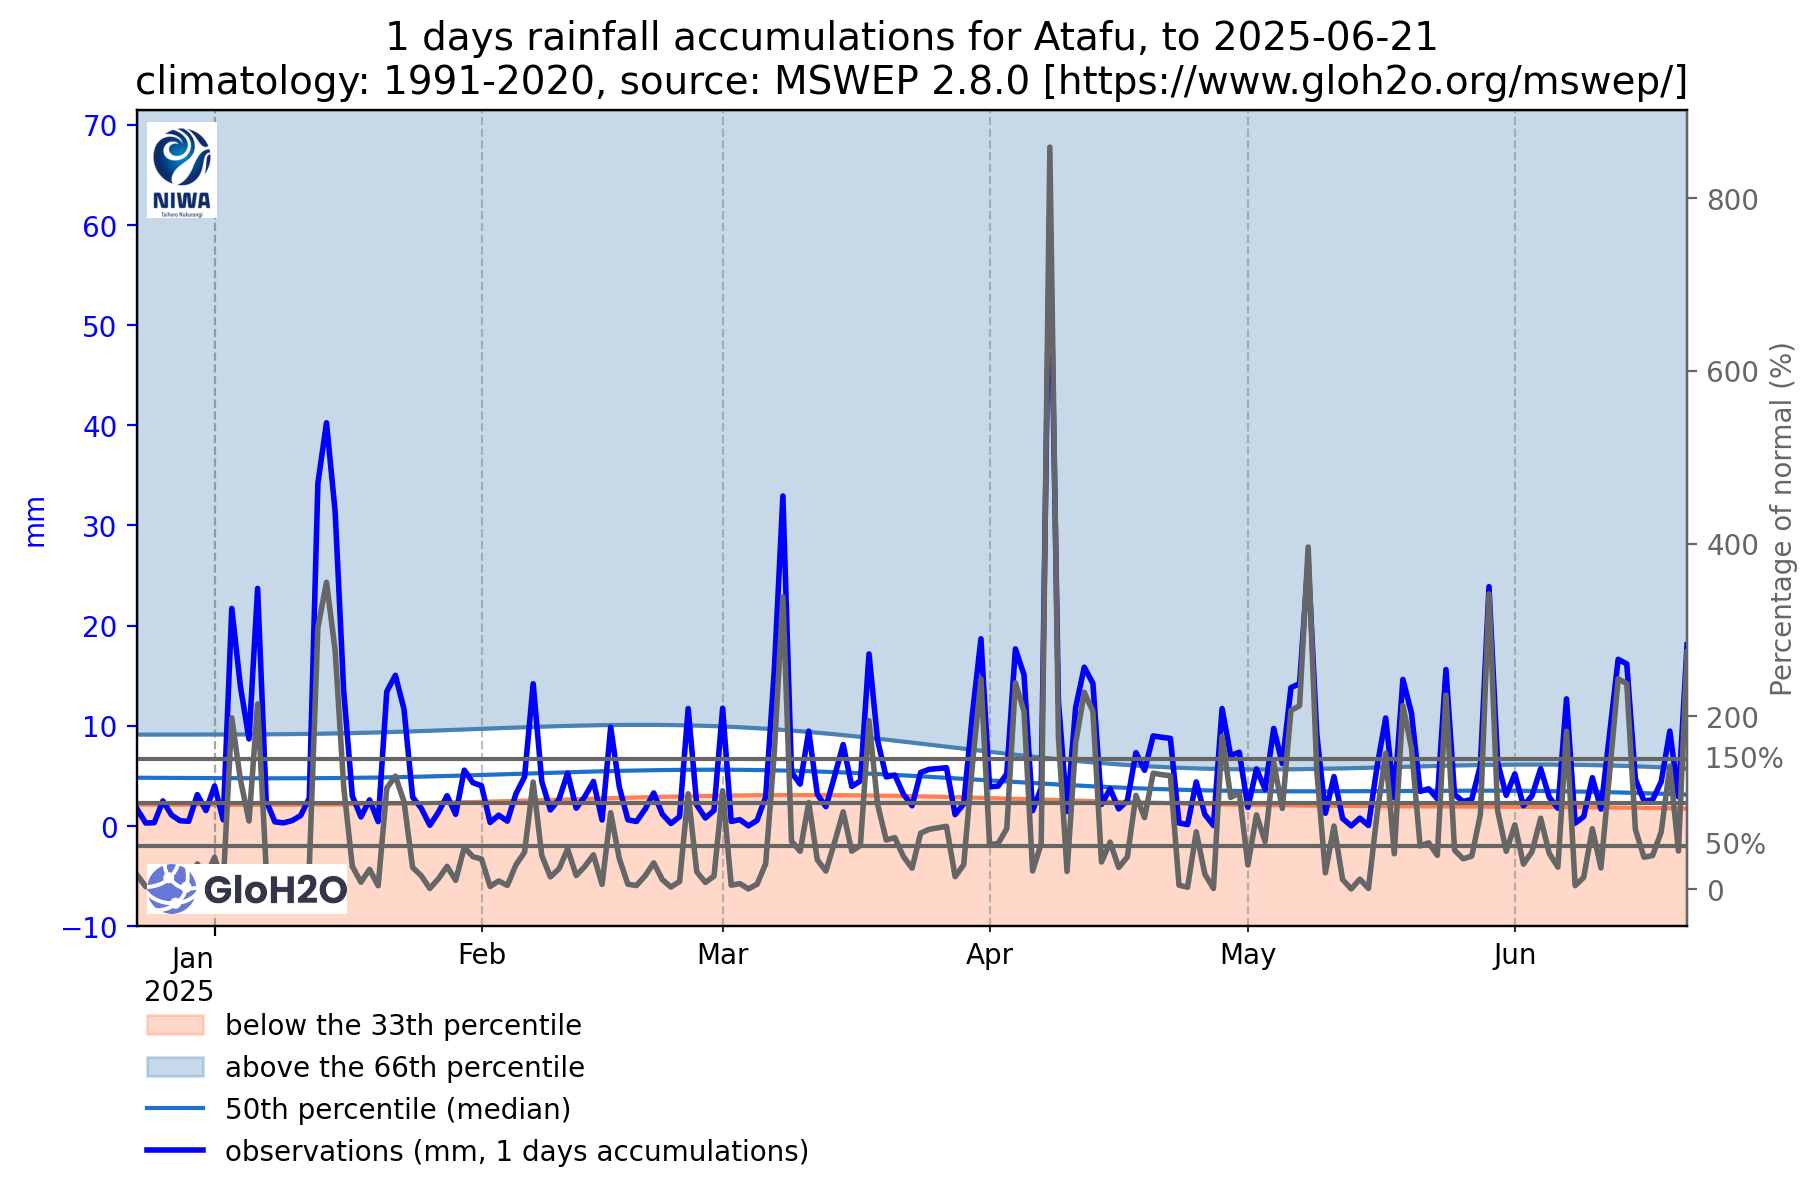 1 days rainfall accumulations for Atafu, to 2025-06-21
climatology: 1991-2020, source: MSWEP 2.8.0 [https://www.gloh2o.org/mswep/]
70
60
50
40
30
20
10
0
−10
mm
NIWA
Taihoro Nukurangi
GloH2O
800
600
400
200
150%
50%
0
Percentage of normal (%)
Jan
2025
Feb
Mar
Apr
May
Jun
below the 33th percentile
above the 66th percentile
50th percentile (median)
observations (mm, 1 days accumulations)